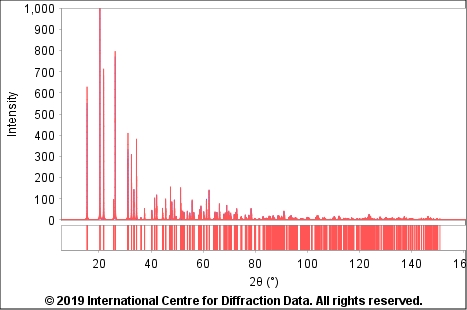 1,000
900
800
700
600
500
400
300
200
100
0
Intensity
20 40 60 80 100 120 140 16
2θ (°)
© 2019 International Centre for Diffraction Data. All rights reserved.